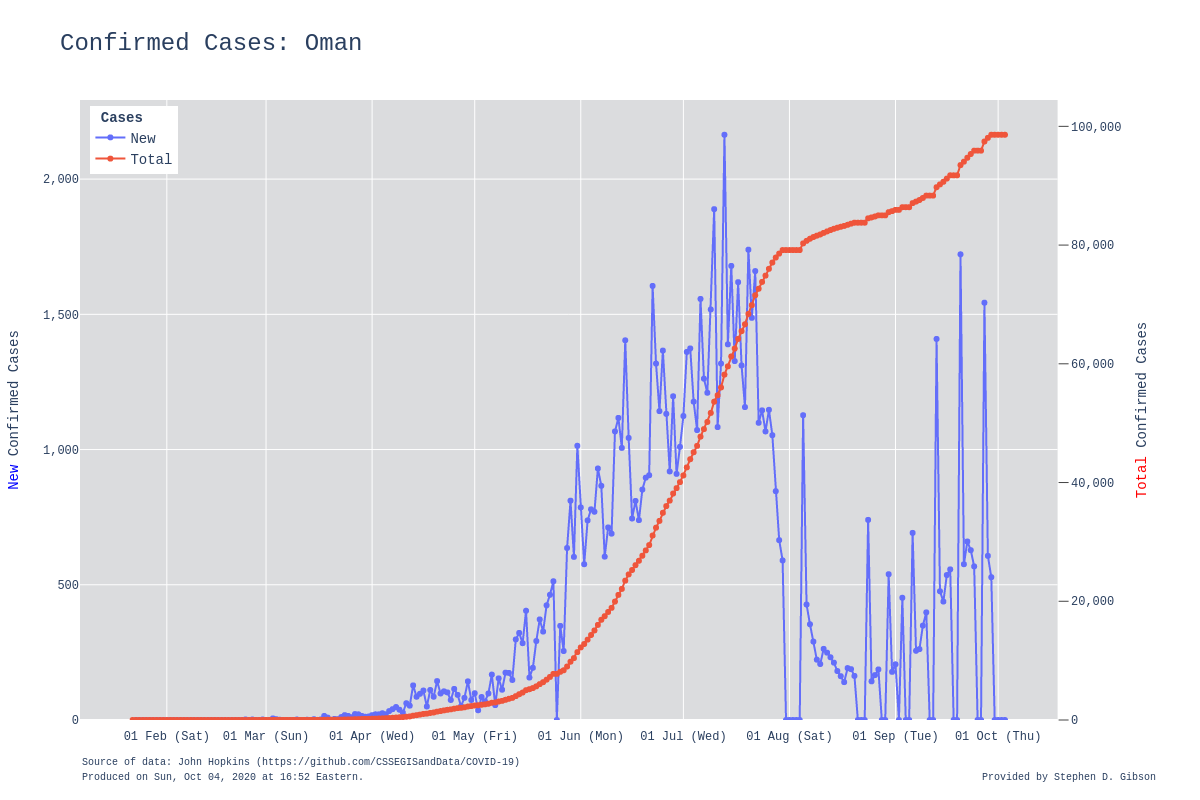 Confirmed Cases: Oman
Cases
New
Total
2,000
1,500
1,000
500
0
100,000
80,000
60,000
40,000
20,000
0
New Confirmed Cases
Total Confirmed Cases
01 Feb (Sat) 01 Mar (Sun) 01 Apr (Wed) 01 May (Fri) 01 Jun (Mon) 01 Jul (Wed) 01 Aug (Sat) 01 Sep (Tue) 01 Oct (Thu)
Source of data: John Hopkins (https://github.com/CSSEGISandData/COVID-19)
Produced on Sun, Oct 04, 2020 at 16:52 Eastern.
Provided by Stephen D. Gibson